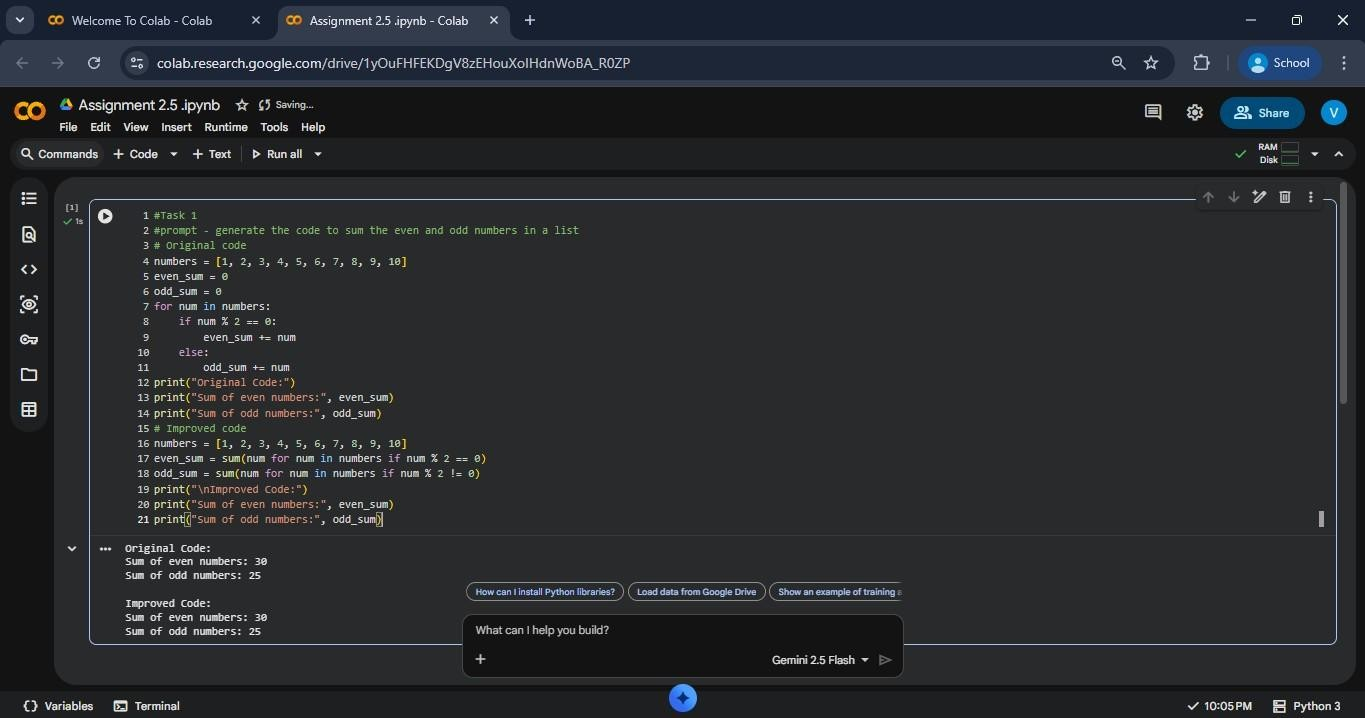 Welcome To Colab - Colab
Assignment 2.5 .ipynb - Colab
colab.research.google.com/drive/1yOuFHFEKDgV8zEHouXolHdnWoBA_R0ZP
School
Assignment 2.5 .ipynb
Saving...
File Edit View Insert Runtime Tools Help
Share
V
Commands + Code + Text Run all
RAM
Disk
[1]
1s
1 #Task 1
2 #prompt - generate the code to sum the even and odd numbers in a list
3 # Original code
4 numbers = [1, 2, 3, 4, 5, 6, 7, 8, 9, 10]
5 even_sum = 0
6 odd_sum = 0
7 for num in numbers:
8     if num % 2 == 0:
9         even_sum += num
10     else:
11         odd_sum += num
12 print("Original Code:")
13 print("Sum of even numbers:", even_sum)
14 print("Sum of odd numbers:", odd_sum)
15 # Improved code
16 numbers = [1, 2, 3, 4, 5, 6, 7, 8, 9, 10]
17 even_sum = sum(num for num in numbers if num % 2 == 0)
18 odd_sum = sum(num for num in numbers if num % 2 != 0)
19 print("\nImproved Code:")
20 print("Sum of even numbers:", even_sum)
21 print("Sum of odd numbers:", odd_sum)
Original Code:
Sum of even numbers: 30
Sum of odd numbers: 25
Improved Code:
Sum of even numbers: 30
Sum of odd numbers: 25
How can I install Python libraries?
Load data from Google Drive
Show an example of training
What can I help you build?
Gemini 2.5 Flash
Variables
Terminal
10:05 PM
Python 3